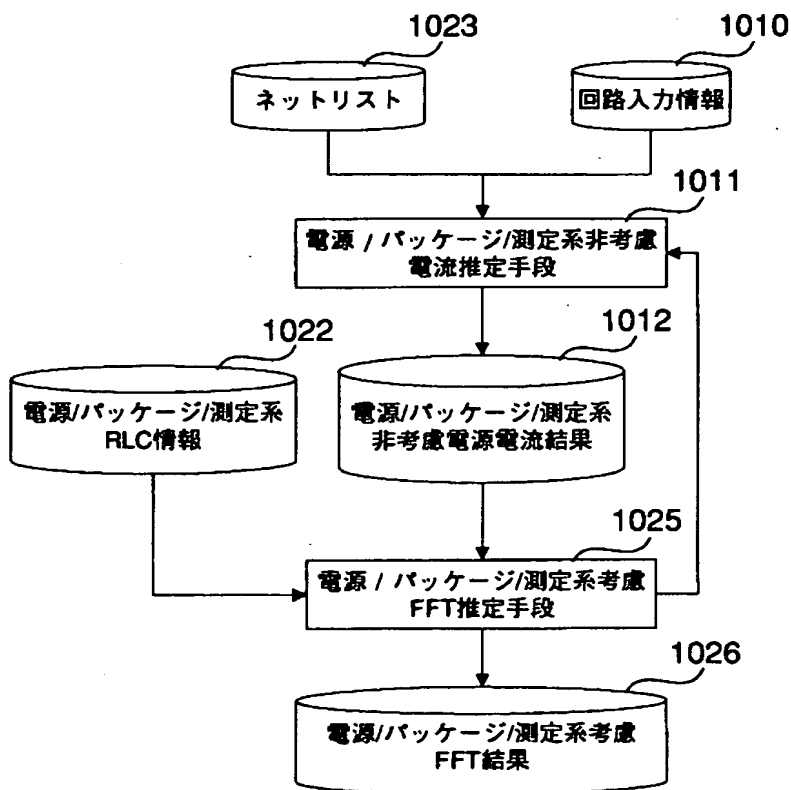 1023
1010
ネットリスト
回路入力情報
1011
電源 / パッケージ/測定系非考慮
電流推定手段
1022
1012
電源/パッケージ/測定系
RLC情報
電源/パッケージ/測定系
非考慮電源電流結果
1025
電源 / パッケージ/測定系考慮
FFT推定手段
1026
電源/パッケージ/測定系考慮
FFT結果